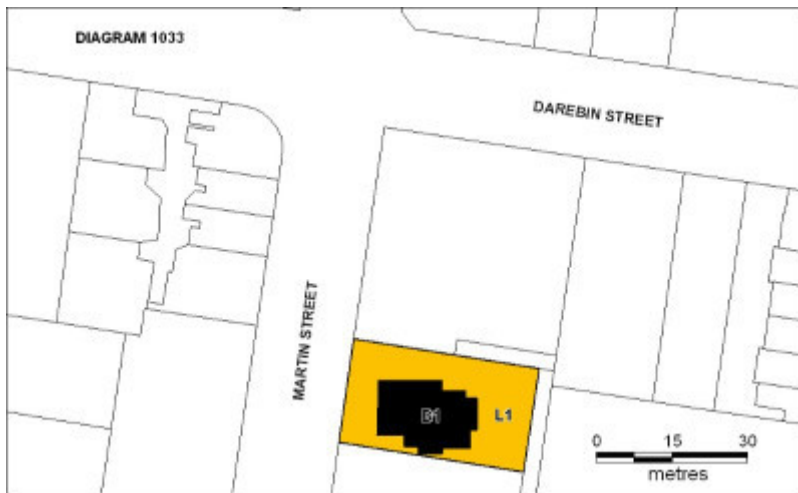 DIAGRAM 1033
DAREBIN STREET
MARTIN STREET
B1
L1
0 15 30
metres